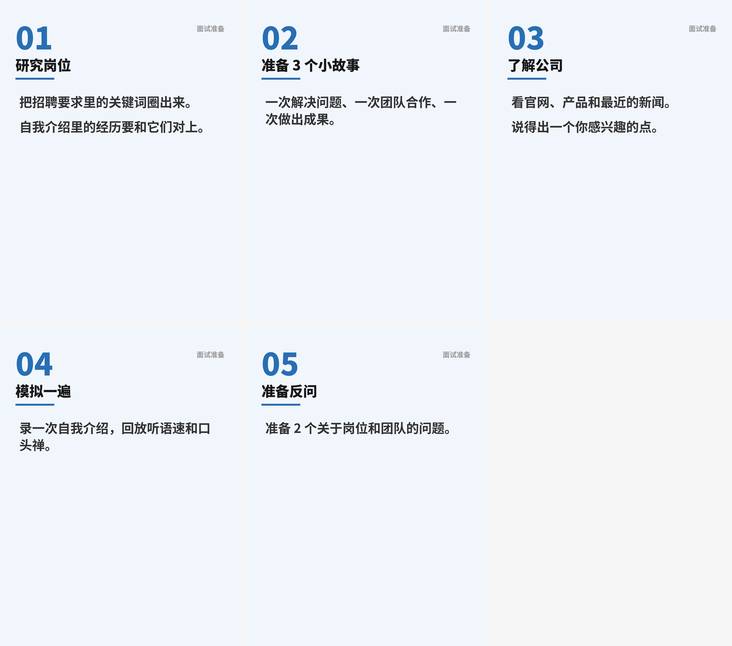 01
面试准备
研究岗位
把招聘要求里的关键词圈出来。
自我介绍里的经历要和它们对上。
02
面试准备
准备 3 个小故事
一次解决问题、一次团队合作、一
次做出成果。
03
面试准备
了解公司
看官网、产品和最近的新闻。
说得出一个你感兴趣的点。
04
面试准备
模拟一遍
录一次自我介绍，回放听语速和口
头禅。
05
面试准备
准备反问
准备 2 个关于岗位和团队的问题。